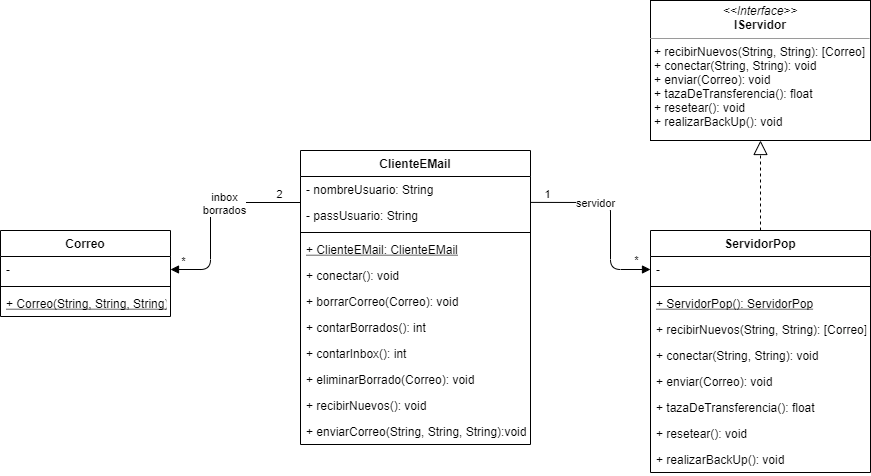 <<Interface>>
IServidor
+ recibirNuevos(String, String): [Correo]
+ conectar(String, String): void
+ enviar(Correo): void
+ tazaDeTransferencia(): float
+ resetear(): void
+ realizarBackUp(): void
ClienteEMail
- nombreUsuario: String
- passUsuario: String
+ ClienteEMail: ClienteEMail
+ conectar(): void
+ borrarCorreo(Correo): void
+ contarBorrados(): int
+ contarInbox(): int
+ eliminarBorrado(Correo): void
+ recibirNuevos(): void
+ enviarCorreo(String, String, String):void
inbox
borrados
2
*
1
servidor
*
Correo
-
+ Correo(String, String, String)
ServidorPop
-
+ ServidorPop(): ServidorPop
+ recibirNuevos(String, String): [Correo]
+ conectar(String, String): void
+ enviar(Correo): void
+ tazaDeTransferencia(): float
+ resetear(): void
+ realizarBackUp(): void